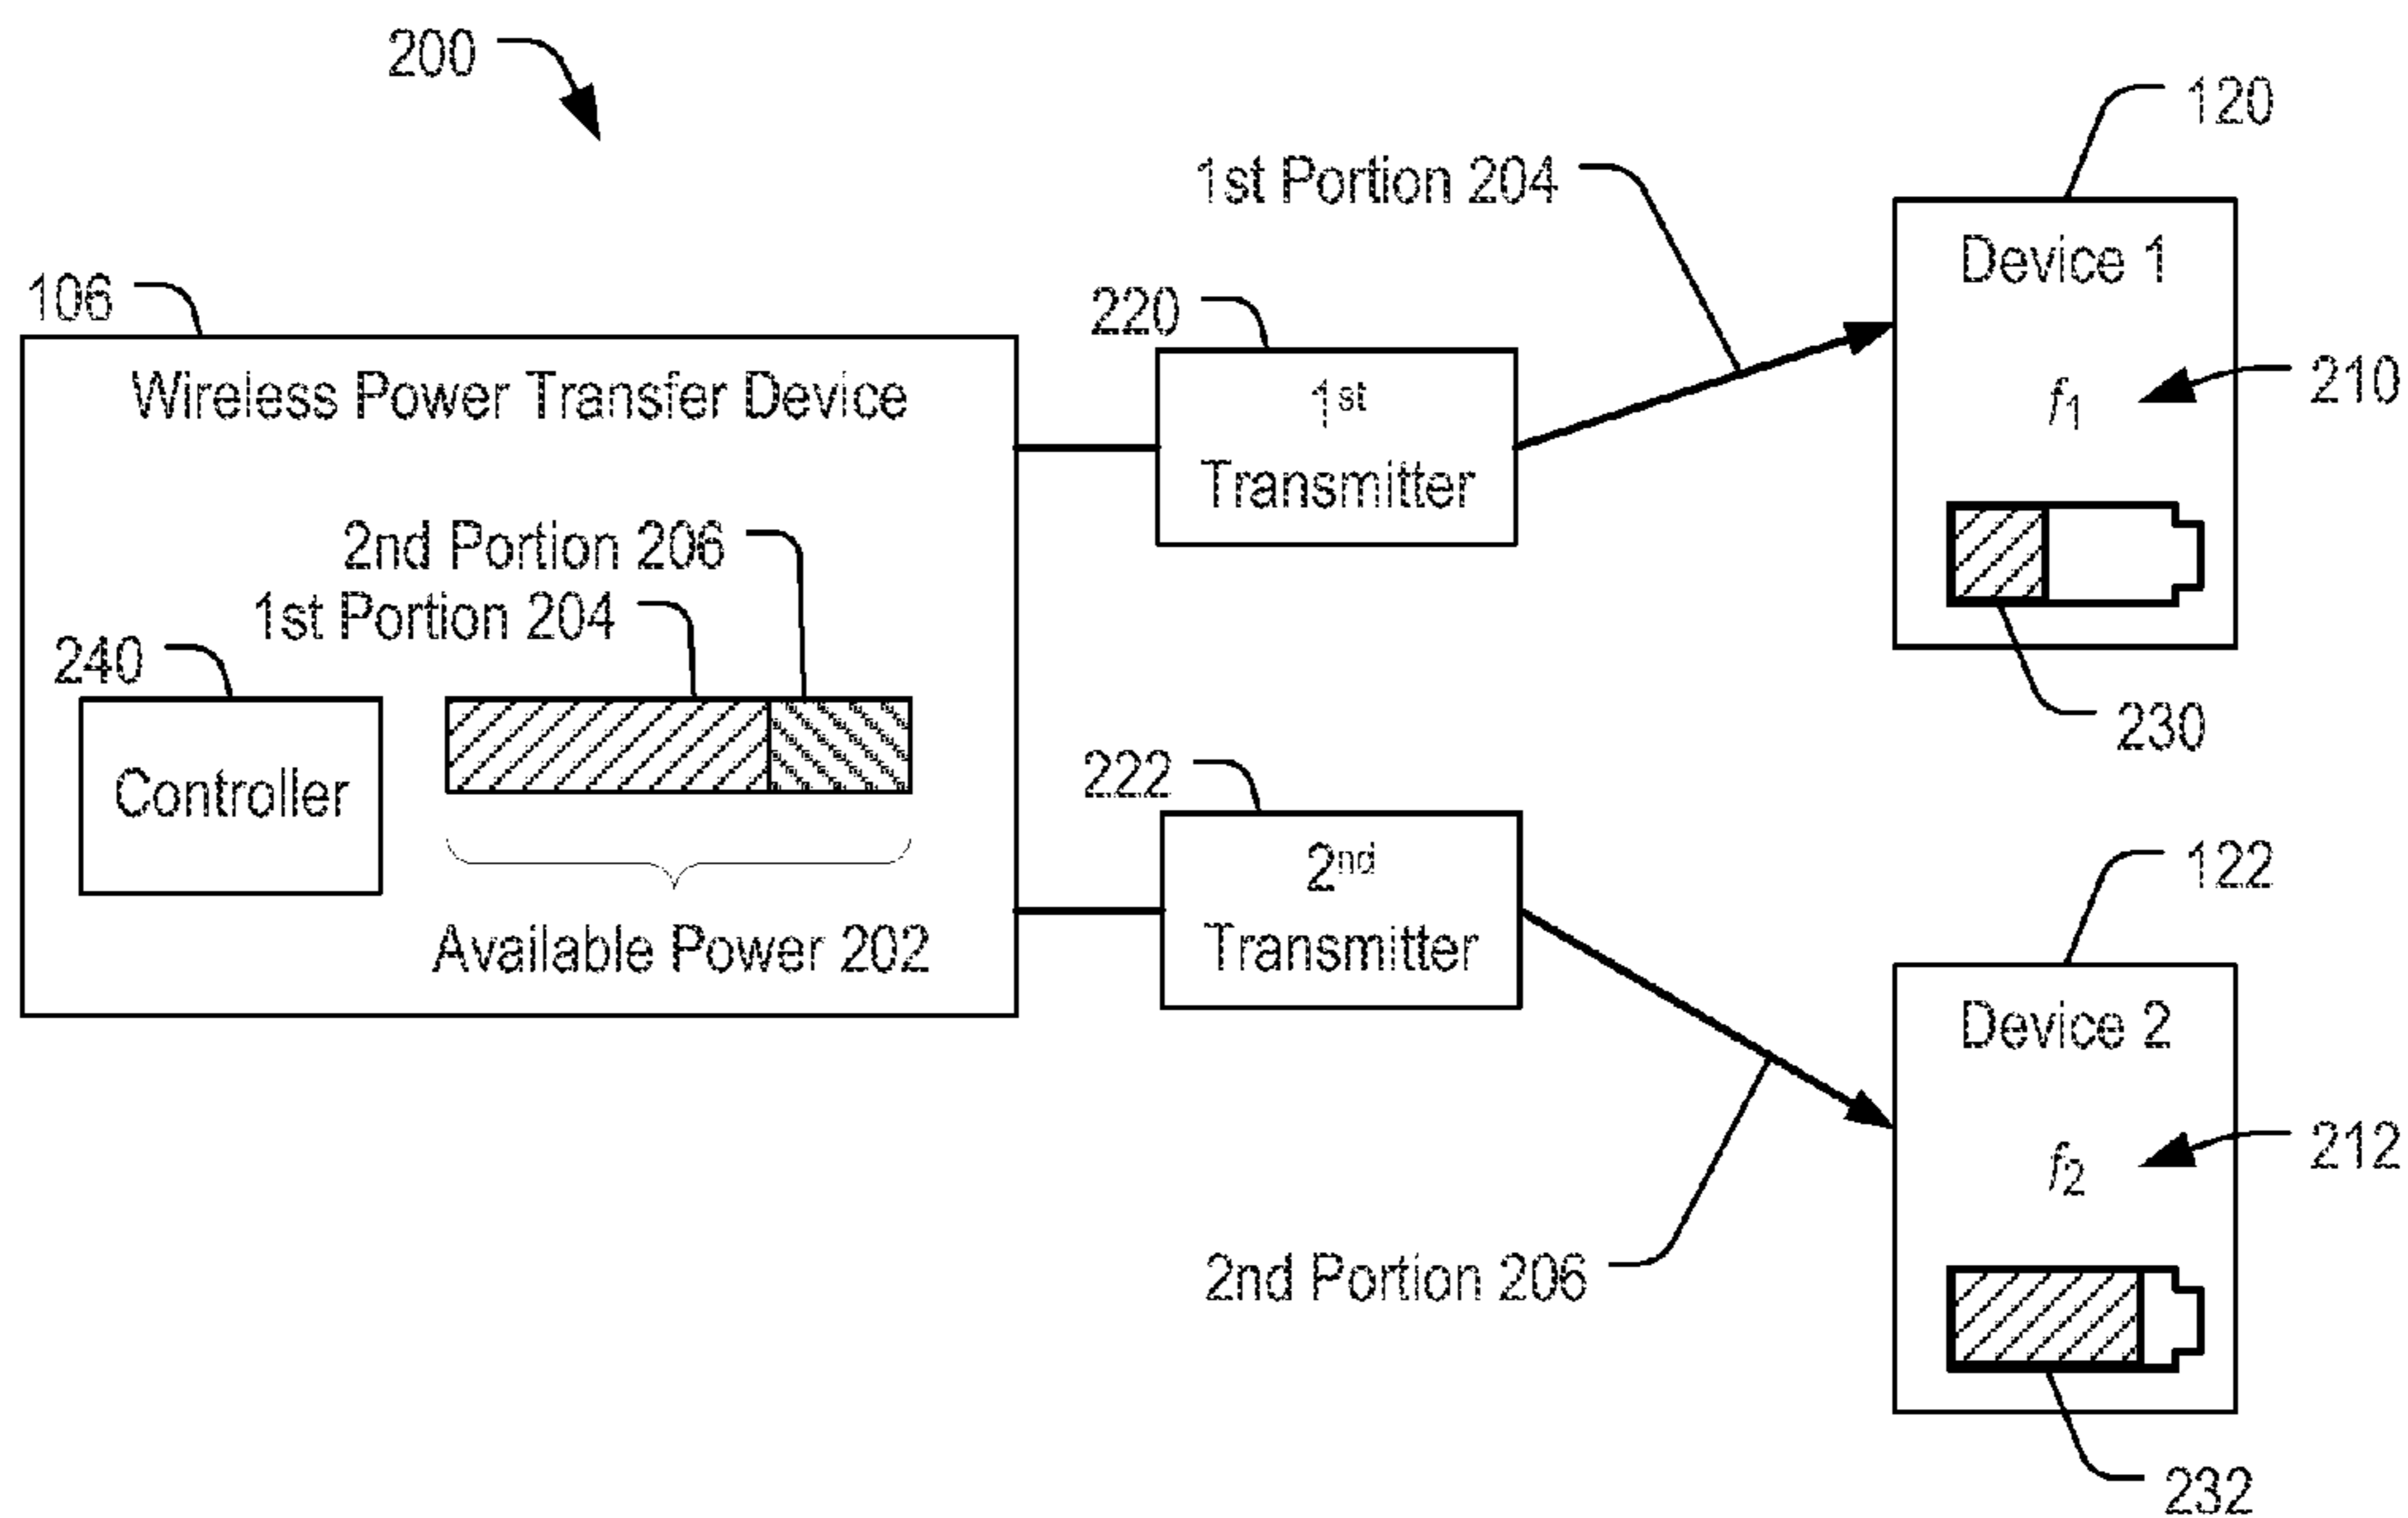 200
120
1st Portion 204
Device 1
106
220
Wireless Power Transfer Device
1st
Transmitter
f1
210
2nd Portion 206
1st Portion 204
240
230
Controller
222
2nd
Transmitter
122
Available Power 202
Device 2
f2
212
2nd Portion 206
232